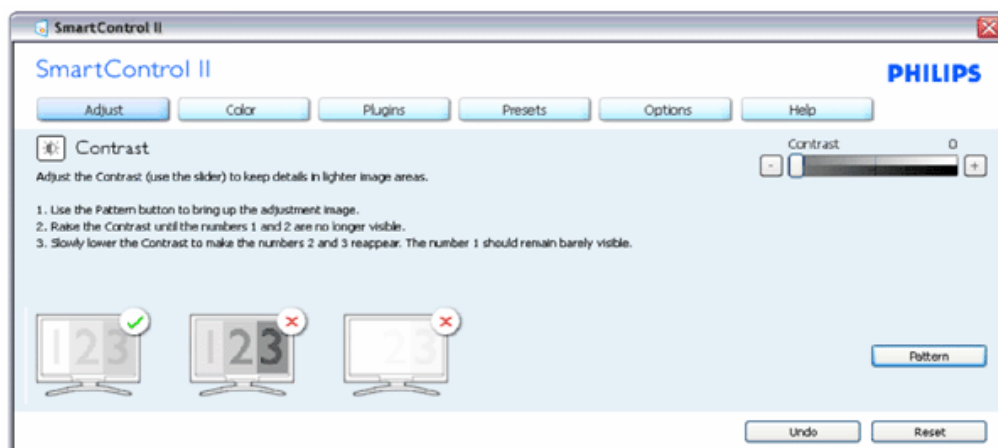 SmartControl II
SmartControl II
PHILIPS
Adjust Color Plugins Presets Options Help
Contrast
Contrast 0
- +
Adjust the Contrast (use the slider) to keep details in lighter image areas.
1. Use the Pattern button to bring up the adjustment image.
2. Raise the Contrast until the numbers 1 and 2 are no longer visible.
3. Slowly lower the Contrast to make the numbers 2 and 3 reappear. The number 1 should remain barely visible.
123 123 23
Pattern
Undo Reset